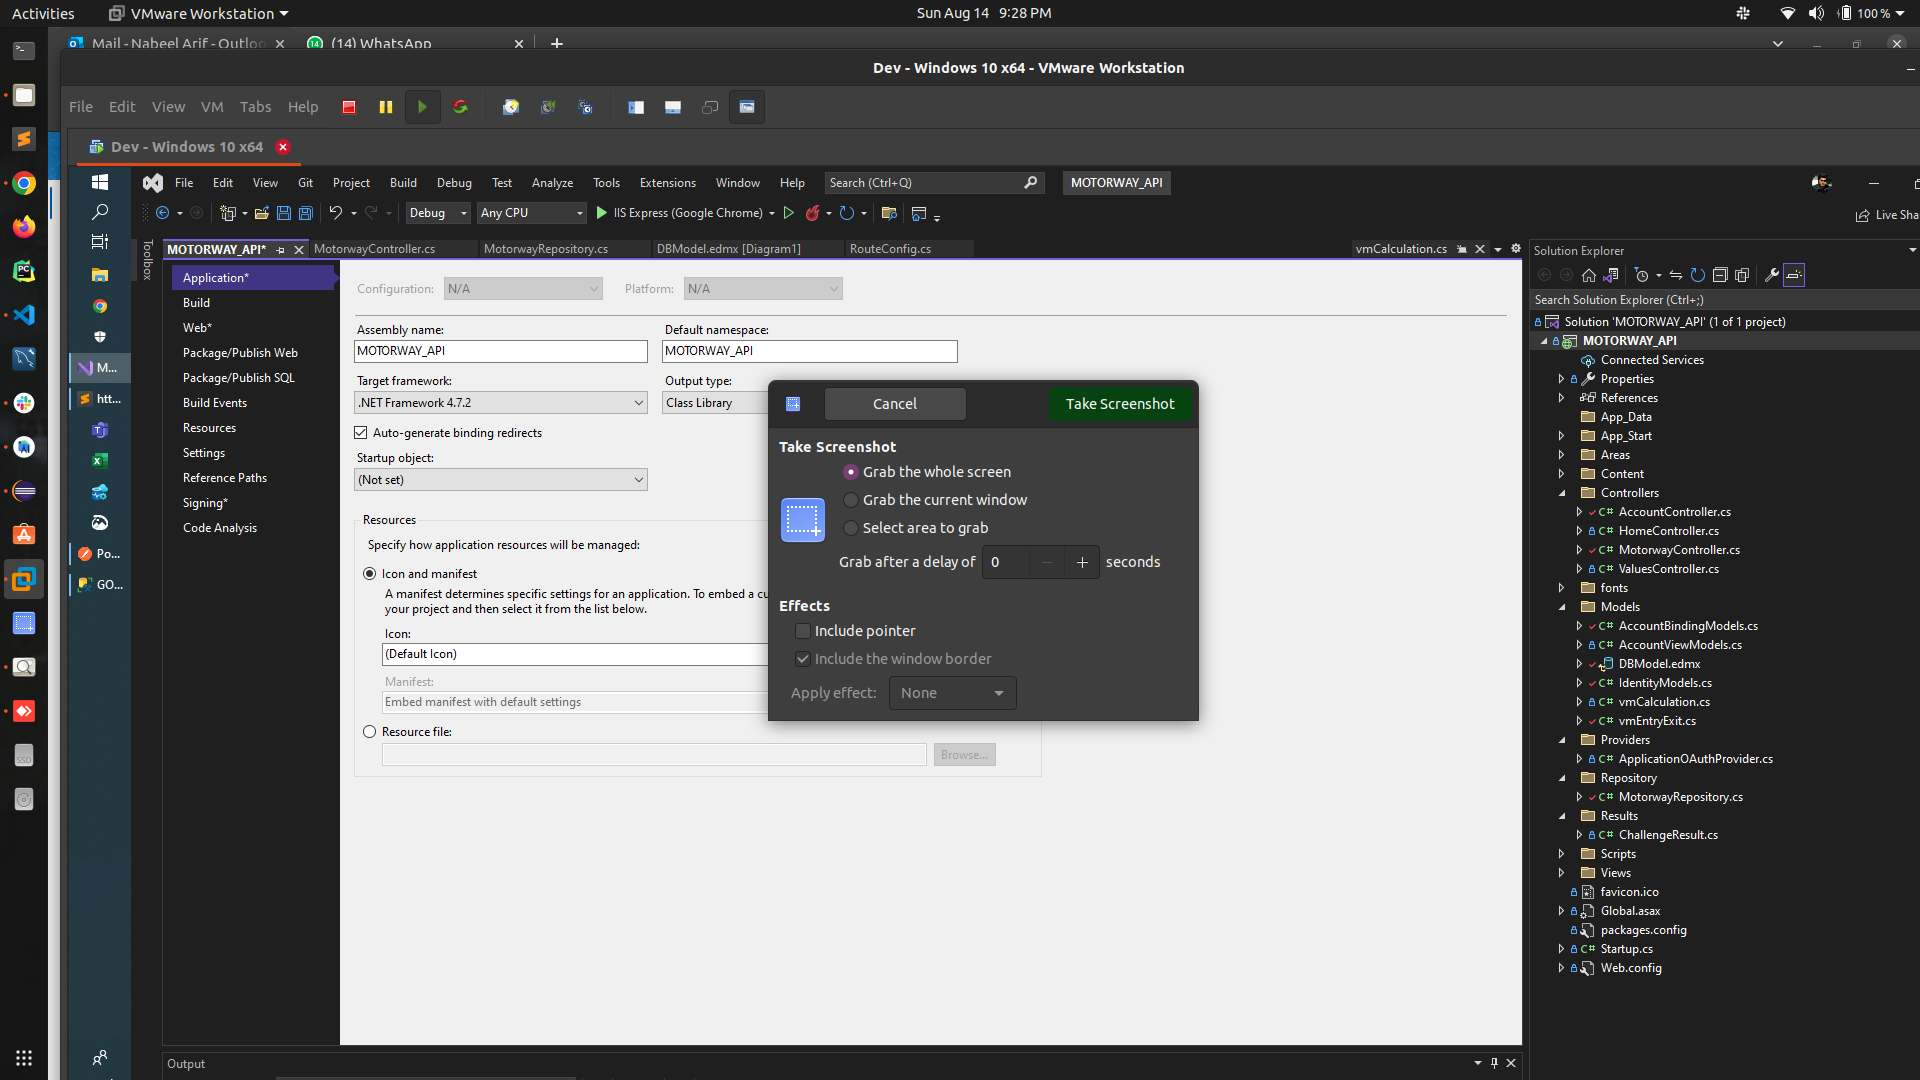 Activities
VMware Workstation
Sun Aug 14 9:28 PM
100 %
Mail - Nabeel Arif - Outlo
(14) WhatsApp
Dev - Windows 10 x64 - VMware Workstation
File Edit View VM Tabs Help
Dev - Windows 10 x64
File Edit View Git Project Build Debug Test Analyze Tools Extensions Window Help
Search (Ctrl+Q)
MOTORWAY_API
Debug
Any CPU
IIS Express (Google Chrome)
Live Sha
Toolbox
MOTORWAY_API*
MotorwayController.cs
MotorwayRepository.cs
DBModel.edmx [Diagram1]
RouteConfig.cs
vmCalculation.cs
M...
htt...
Po...
GO...
SSD
Application*
Build
Web*
Package/Publish Web
Package/Publish SQL
Build Events
Resources
Settings
Reference Paths
Signing*
Code Analysis
Configuration: N/A
Platform: N/A
Assembly name:
MOTORWAY_API
Default namespace:
MOTORWAY_API
Target framework:
.NET Framework 4.7.2
Output type:
Class Library
Auto-generate binding redirects
Startup object:
(Not set)
Resources
Specify how application resources will be managed:
Icon and manifest
A manifest determines specific settings for an application. To embed a cu
your project and then select it from the list below.
Icon:
(Default Icon)
Manifest:
Embed manifest with default settings
Resource file:
Browse...
Cancel
Take Screenshot
Take Screenshot
Grab the whole screen
Grab the current window
Select area to grab
Grab after a delay of 0 − + seconds
Effects
Include pointer
Include the window border
Apply effect: None
Output
Solution Explorer
Search Solution Explorer (Ctrl+;)
Solution 'MOTORWAY_API' (1 of 1 project)
MOTORWAY_API
Connected Services
Properties
References
App_Data
App_Start
Areas
Content
Controllers
C# AccountController.cs
C# HomeController.cs
C# MotorwayController.cs
C# ValuesController.cs
fonts
Models
C# AccountBindingModels.cs
C# AccountViewModels.cs
DBModel.edmx
C# IdentityModels.cs
C# vmCalculation.cs
C# vmEntryExit.cs
Providers
C# ApplicationOAuthProvider.cs
Repository
C# MotorwayRepository.cs
Results
C# ChallengeResult.cs
Scripts
Views
favicon.ico
Global.asax
packages.config
C# Startup.cs
Web.config